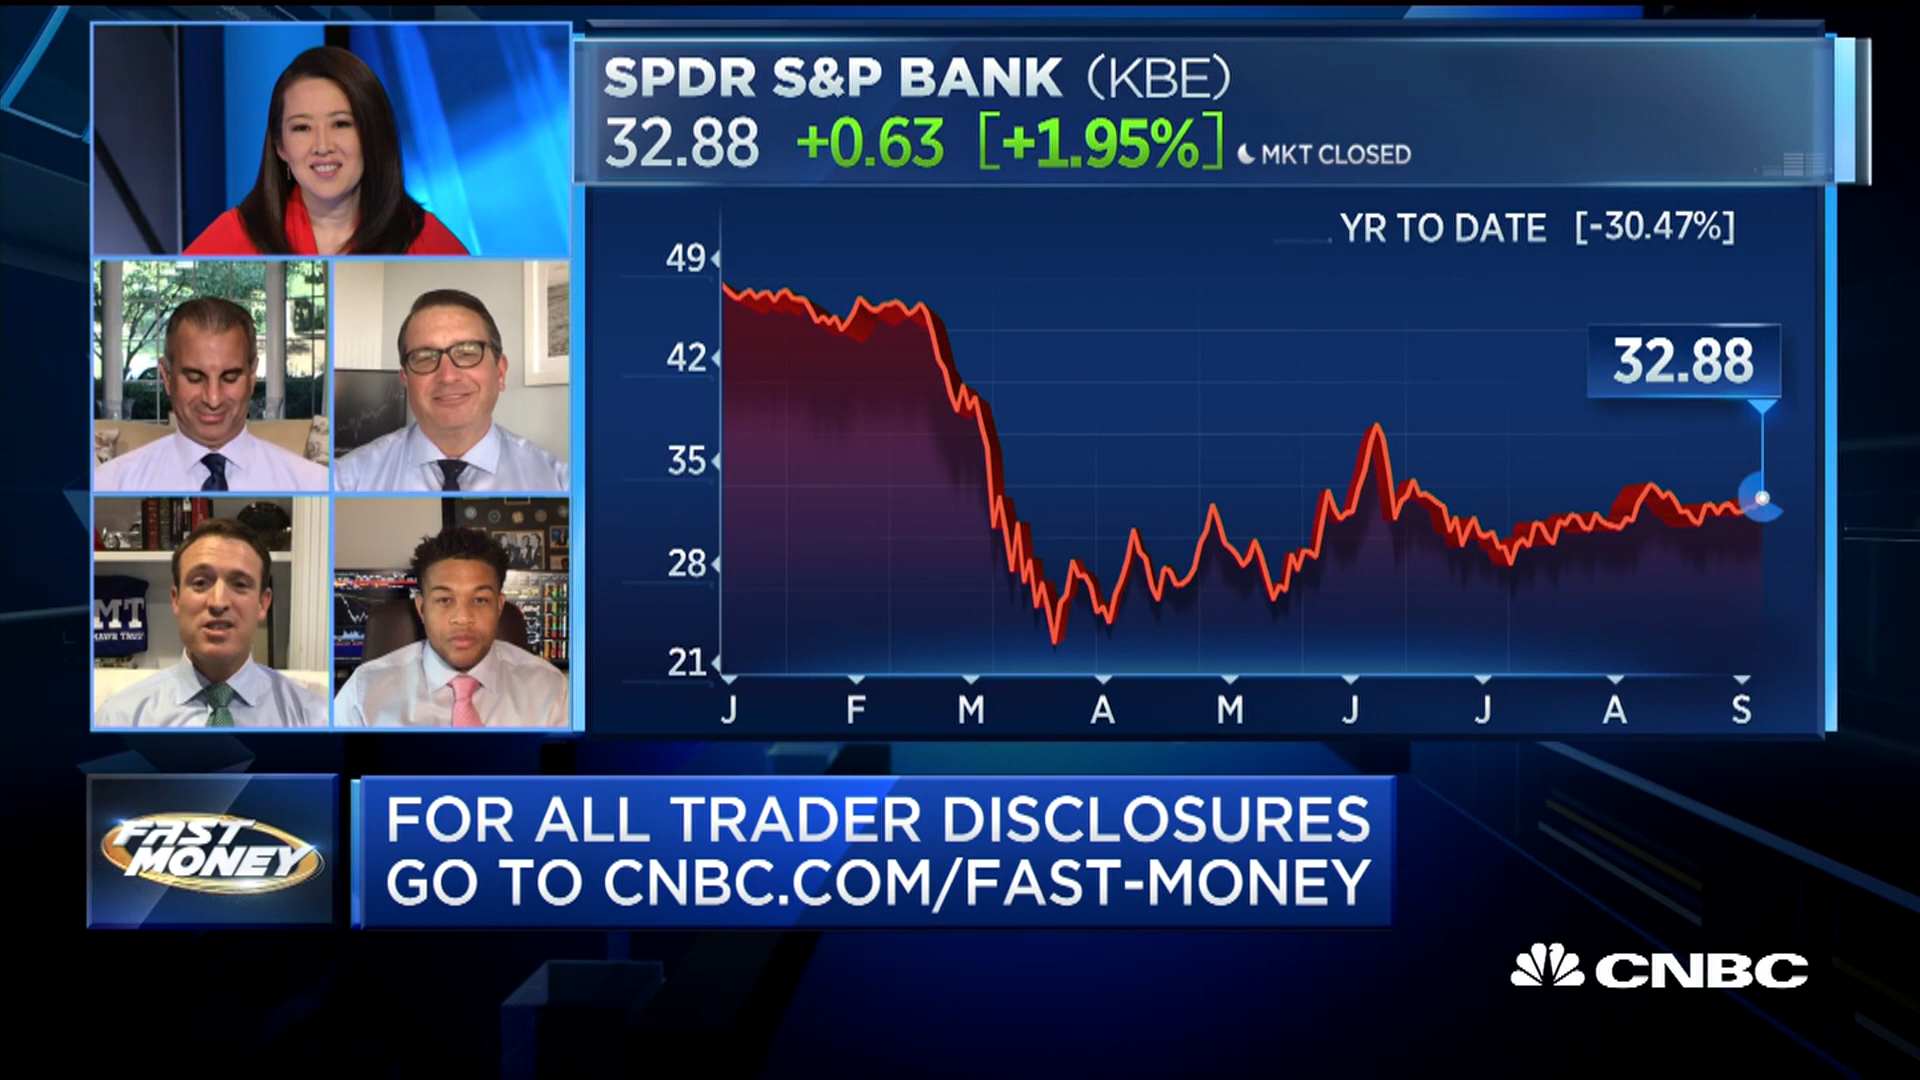 SPDR S&P BANK (KBE)
32.88 +0.63 [+1.95%] MKT CLOSED
YR TO DATE [-30.47%]
49
42
35
28
21
32.88
J F M A M J J A S
MT
FAST MONEY
FOR ALL TRADER DISCLOSURES
GO TO CNBC.COM/FAST-MONEY
CNBC